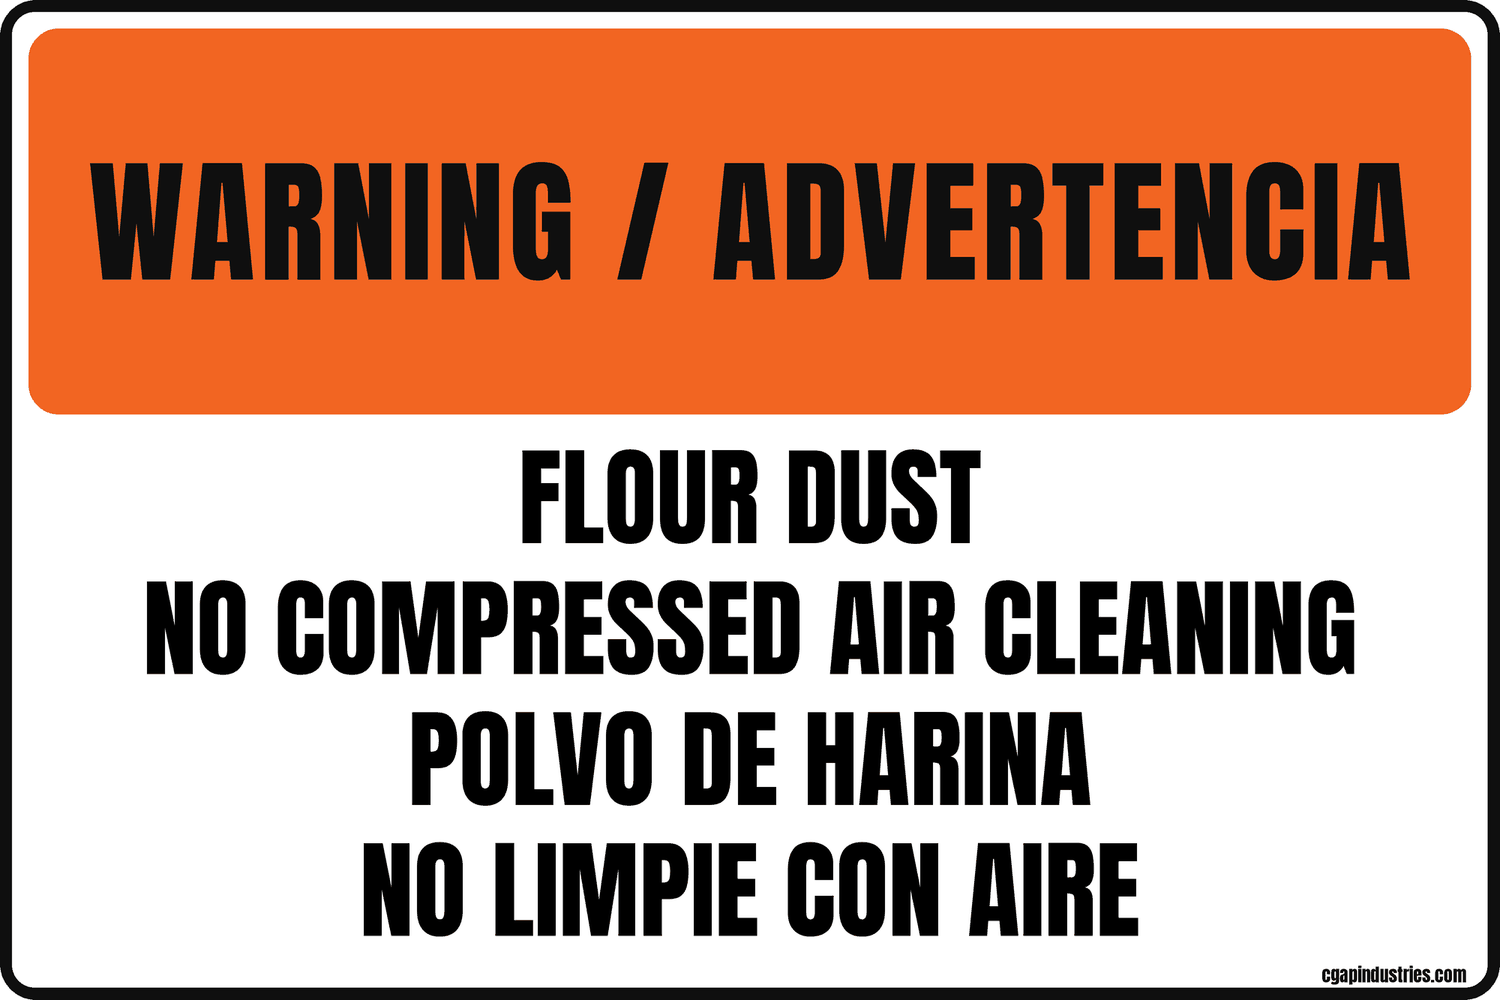 WARNING / ADVERTENCIA
FLOUR DUST
NO COMPRESSED AIR CLEANING
POLVO DE HARINA
NO LIMPIE CON AIRE
cgapindustries.com